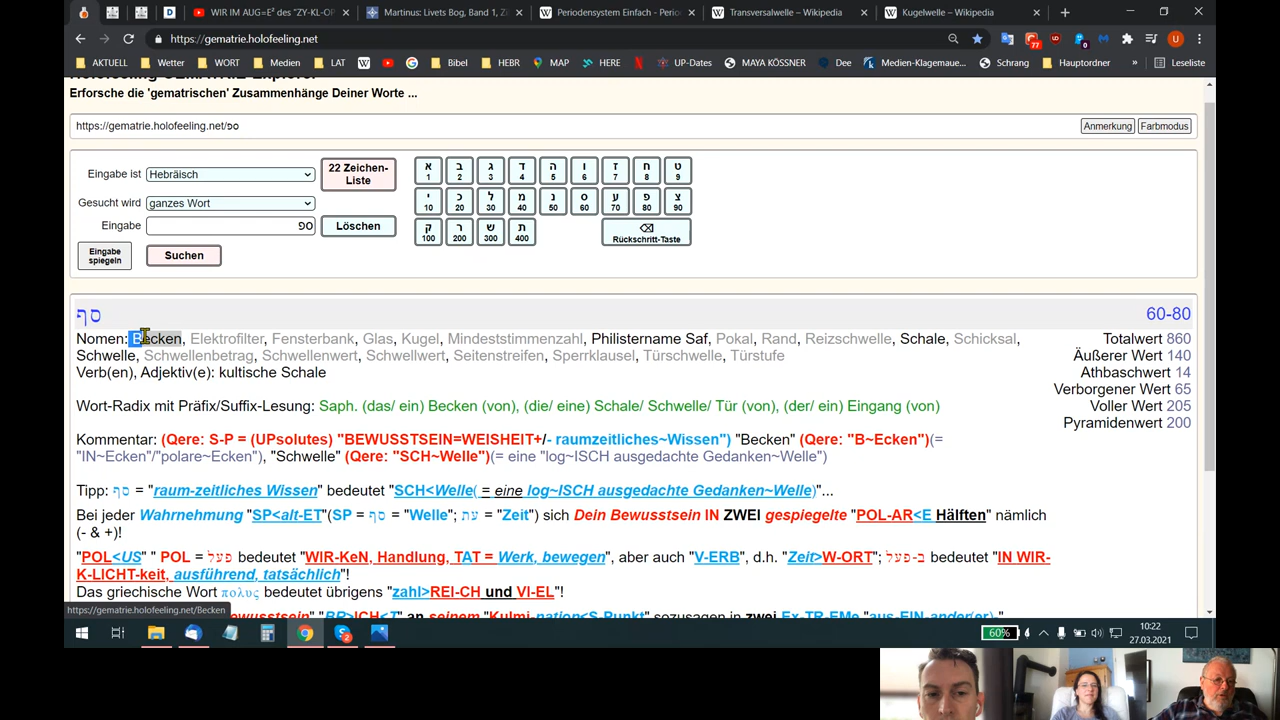 WIR IM AUG=E² des "ZY-KL-OP
Martinus: Livets Bog, Band 1, Z
Periodensystem Einfach - Period
Transversalwelle – Wikipedia
Kugelwelle – Wikipedia
https://gematrie.holofeeling.net
77
0
U
AKTUELL Wetter WORT Medien LAT Bibel HEBR MAP HERE UP-Dates MAYA KÖSSNER Dee Medien-Klagemaue... Schrang Hauptordner » Leseliste
Holofeeling GEMATRIE Explorer
Erforsche die 'gematrischen' Zusammenhänge Deiner Worte ...
https://gematrie.holofeeling.net/ספ
Anmerkung Farbmodus
Eingabe ist Hebräisch
22 Zeichen-Liste
Gesucht wird ganzes Wort
Eingabe ספ
Löschen
Eingabe spiegeln
Suchen
א ב ג ד ה ו ז ח ט
1 2 3 4 5 6 7 8 9
י כ ל מ נ ס ע פ צ
10 20 30 40 50 60 70 80 90
ק ר ש ת
100 200 300 400
Rückschritt-Taste
סף 60-80
Nomen: Becken, Elektrofilter, Fensterbank, Glas, Kugel, Mindeststimmenzahl, Philistername Saf, Pokal, Rand, Reizschwelle, Schale, Schicksal,
Schwelle, Schwellenbetrag, Schwellenwert, Schwellwert, Seitenstreifen, Sperrklausel, Türschwelle, Türstufe
Verb(en), Adjektiv(e): kultische Schale
Totalwert 860
Äußerer Wert 140
Athbaschwert 14
Verborgener Wert 65
Voller Wert 205
Pyramidenwert 200
Wort-Radix mit Präfix/Suffix-Lesung: Saph. (das/ ein) Becken (von), (die/ eine) Schale/ Schwelle/ Tür (von), (der/ ein) Eingang (von)
Kommentar: (Qere: S-P = (UPsolutes) "BEWUSSTSEIN=WEISHEIT+/- raumzeitliches~Wissen") "Becken" (Qere: "B~Ecken")(=
"IN~Ecken"/"polare~Ecken"), "Schwelle" (Qere: "SCH~Welle")(= eine "log~ISCH ausgedachte Gedanken~Welle")
Tipp: סף = "raum-zeitliches Wissen" bedeutet "SCH<Welle( = eine log~ISCH ausgedachte Gedanken~Welle)"...
Bei jeder Wahrnehmung "SP<alt-ET"(SP = סף = "Welle"; עת = "Zeit") sich Dein Bewusstsein IN ZWEI gespiegelte "POL-AR<E Hälften" nämlich
(- & +)!
"POL<US" " POL = פעל bedeutet "WIR-KeN, Handlung, TAT = Werk, bewegen", aber auch "V-ERB", d.h. "Zeit>W-ORT"; ב-פעל bedeutet "IN WIR-
K-LICHT-keit, ausführend, tatsächlich"!
Das griechische Wort πολυς bedeutet übrigens "zahl>REI-CH und VI-EL"!
https://gematrie.holofeeling.net/Becken
60%
10:22
27.03.2021